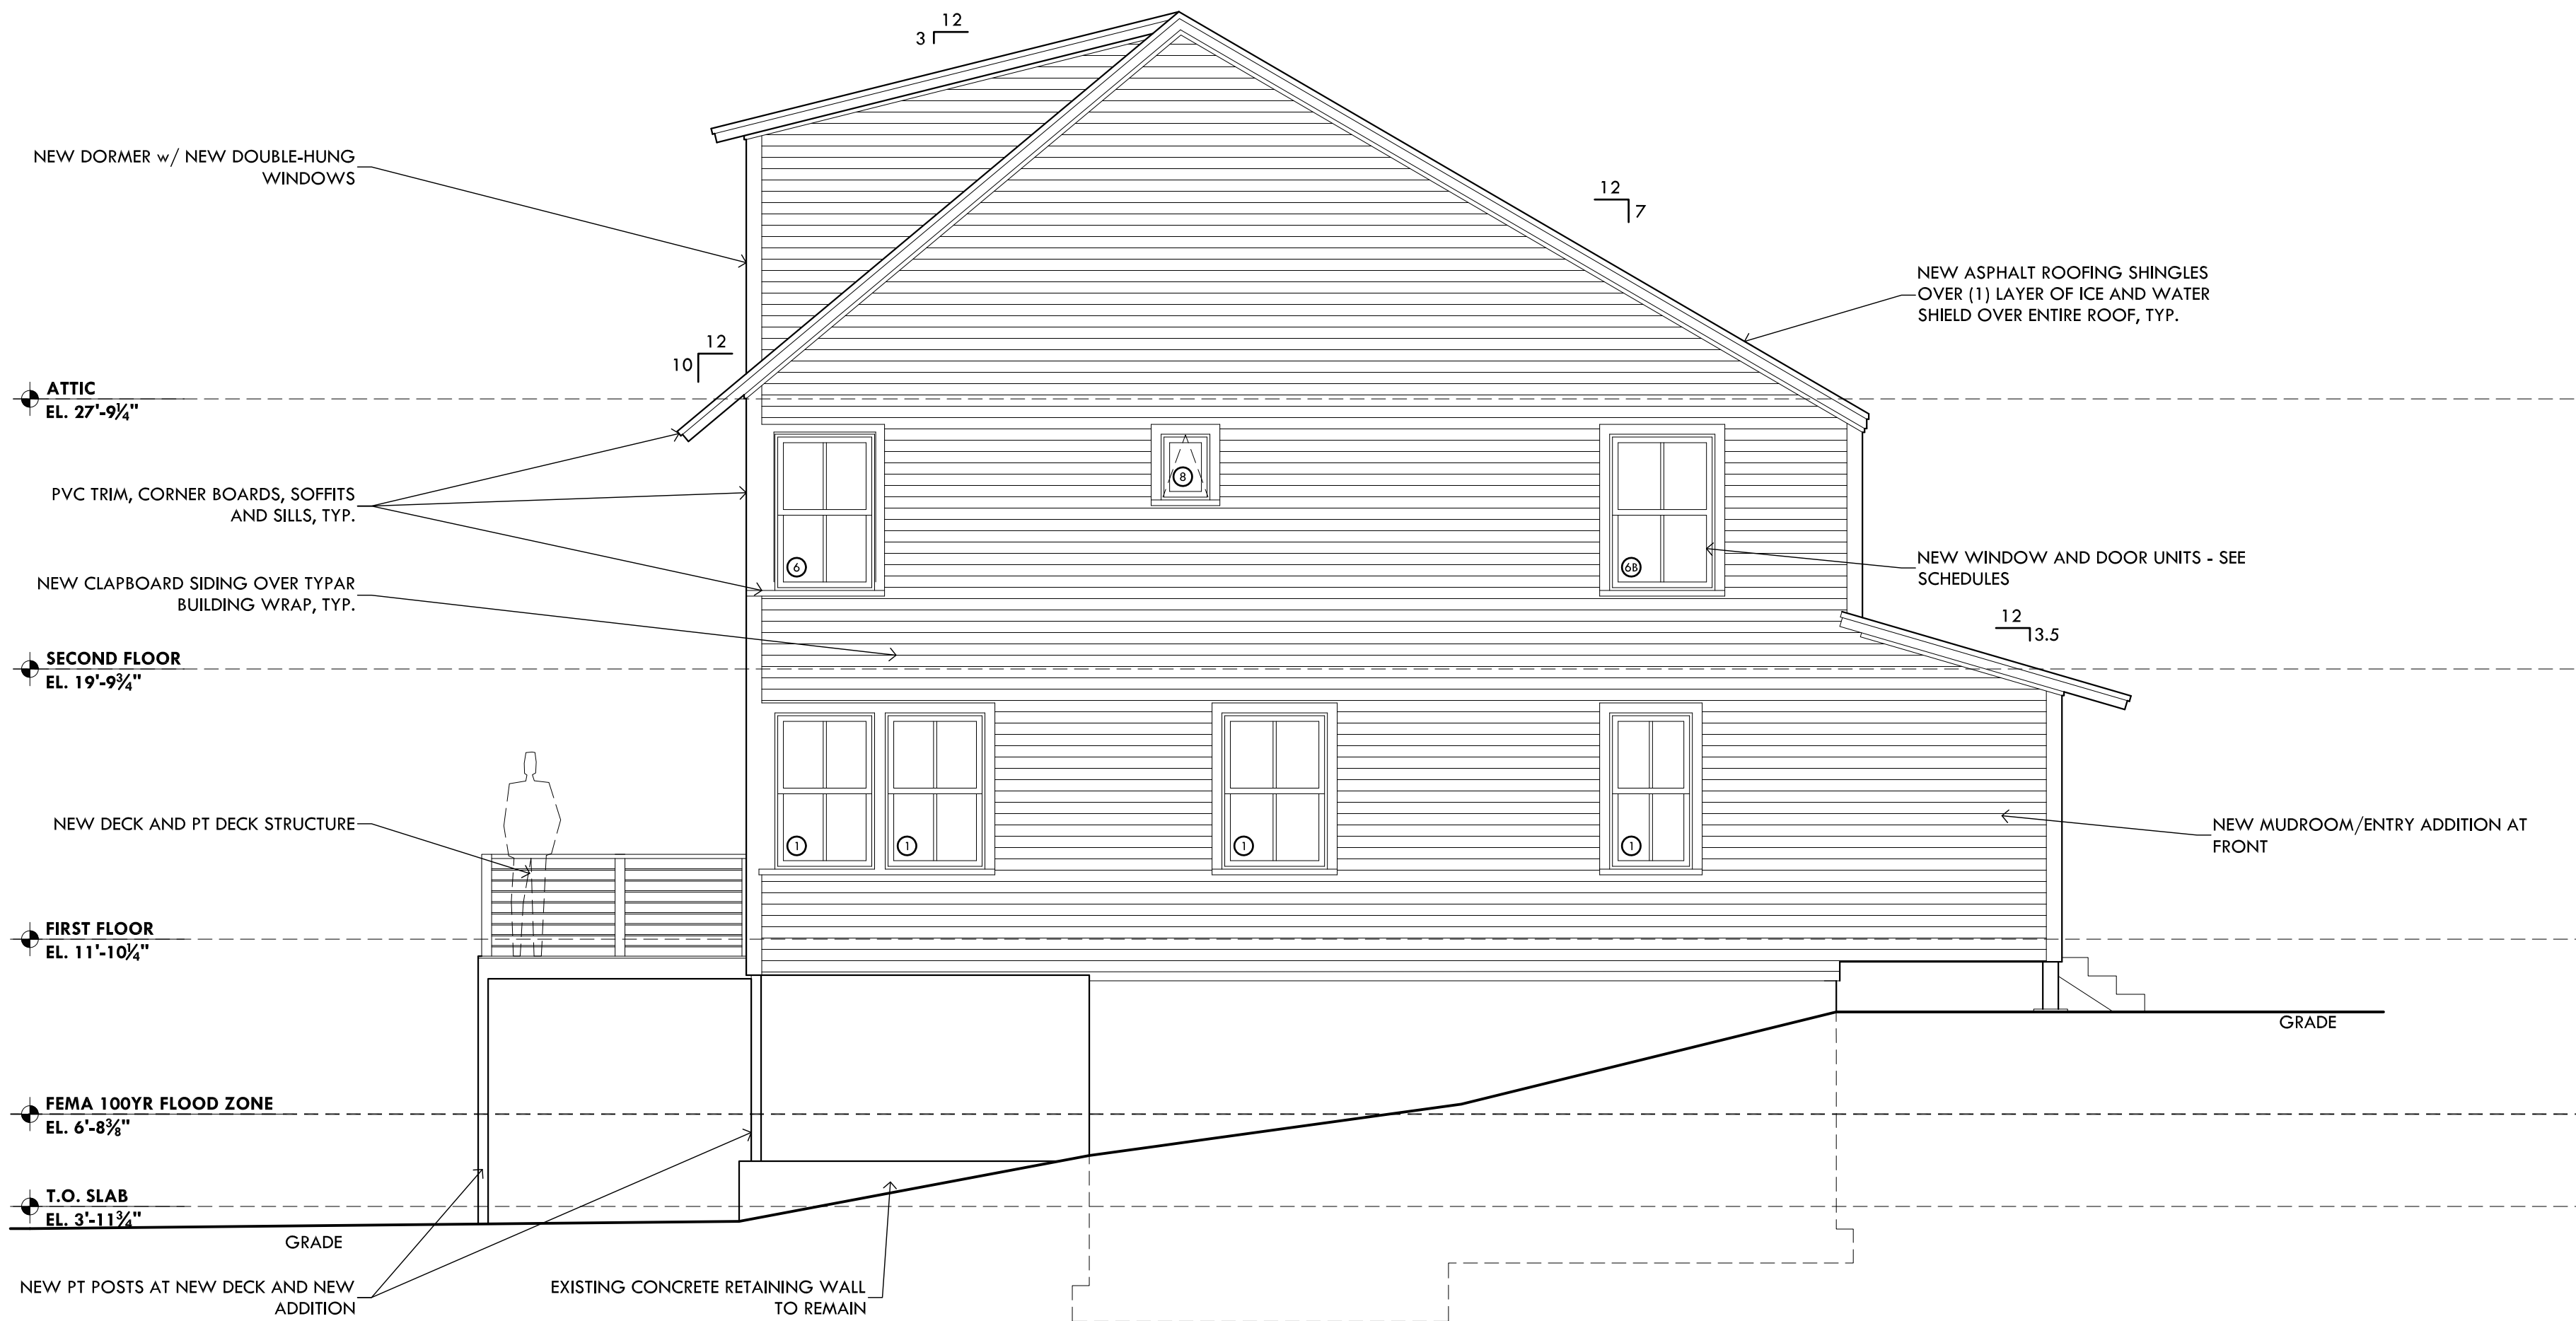 12
3
NEW DORMER w/ NEW DOUBLE-HUNG
WINDOWS
12
7
NEW ASPHALT ROOFING SHINGLES
OVER (1) LAYER OF ICE AND WATER
SHIELD OVER ENTIRE ROOF, TYP.
12
10
ATTIC
EL. 27'-9¼"
8
PVC TRIM, CORNER BOARDS, SOFFITS
AND SILLS, TYP.
6
6B
NEW WINDOW AND DOOR UNITS - SEE
SCHEDULES
NEW CLAPBOARD SIDING OVER TYPAR
BUILDING WRAP, TYP.
12
3.5
SECOND FLOOR
EL. 19'-9¾"
NEW DECK AND PT DECK STRUCTURE
1
1
1
1
NEW MUDROOM/ENTRY ADDITION AT
FRONT
FIRST FLOOR
EL. 11'-10¼"
GRADE
FEMA 100YR FLOOD ZONE
EL. 6'-8⅜"
T.O. SLAB
EL. 3'-11¾"
GRADE
NEW PT POSTS AT NEW DECK AND NEW
ADDITION
EXISTING CONCRETE RETAINING WALL
TO REMAIN